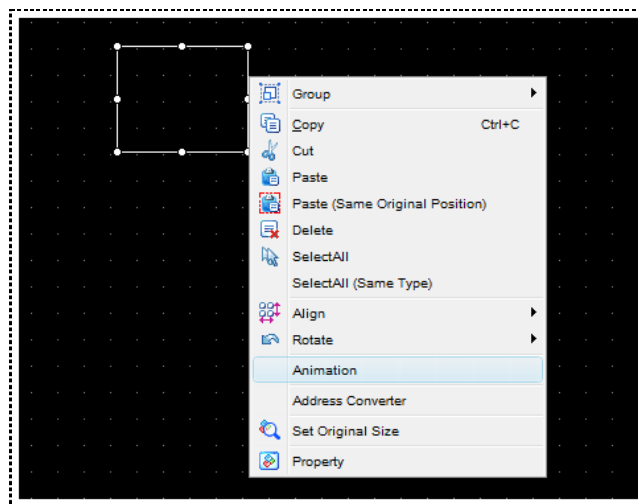 Group
Copy Ctrl+C
Cut
Paste
Paste (Same Original Position)
Delete
SelectAll
SelectAll (Same Type)
Align
Rotate
Animation
Address Converter
Set Original Size
Property